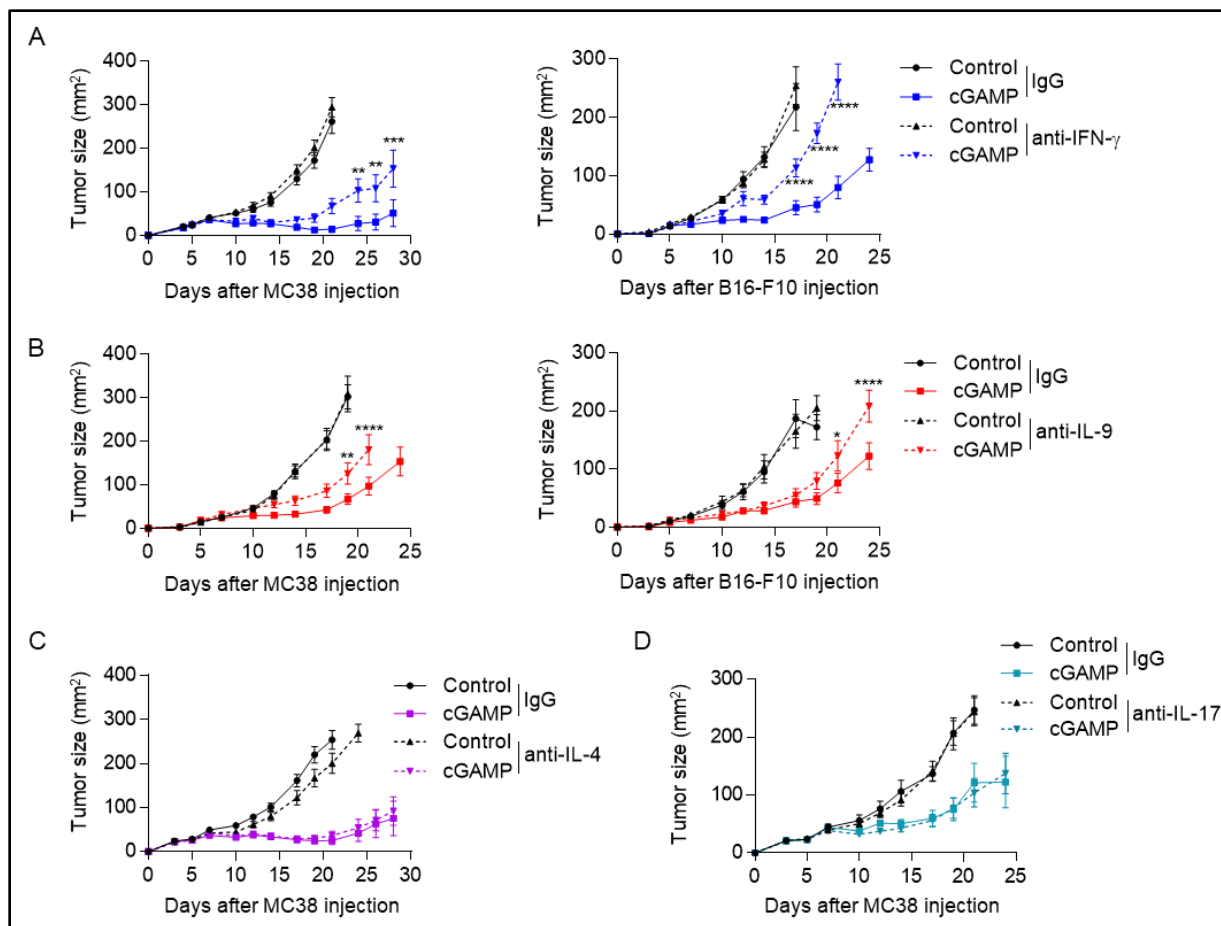 A
Tumor size (mm²)
400
300
200
100
0
0 5 10 15 20 25 30
Days after MC38 injection
**
**
***
Tumor size (mm²)
300
200
100
0
0 5 10 15 20 25
Days after B16-F10 injection
****
****
****
Control
cGAMP
IgG
Control
cGAMP
anti-IFN-γ
B
Tumor size (mm²)
400
300
200
100
0
0 5 10 15 20 25
Days after MC38 injection
**
****
Tumor size (mm²)
300
200
100
0
0 5 10 15 20 25
Days after B16-F10 injection
*
****
Control
cGAMP
IgG
Control
cGAMP
anti-IL-9
C
Tumor size (mm²)
400
300
200
100
0
0 5 10 15 20 25 30
Days after MC38 injection
Control
cGAMP
IgG
Control
cGAMP
anti-IL-4
D
Tumor size (mm²)
300
200
100
0
0 5 10 15 20 25
Days after MC38 injection
Control
cGAMP
IgG
Control
cGAMP
anti-IL-17